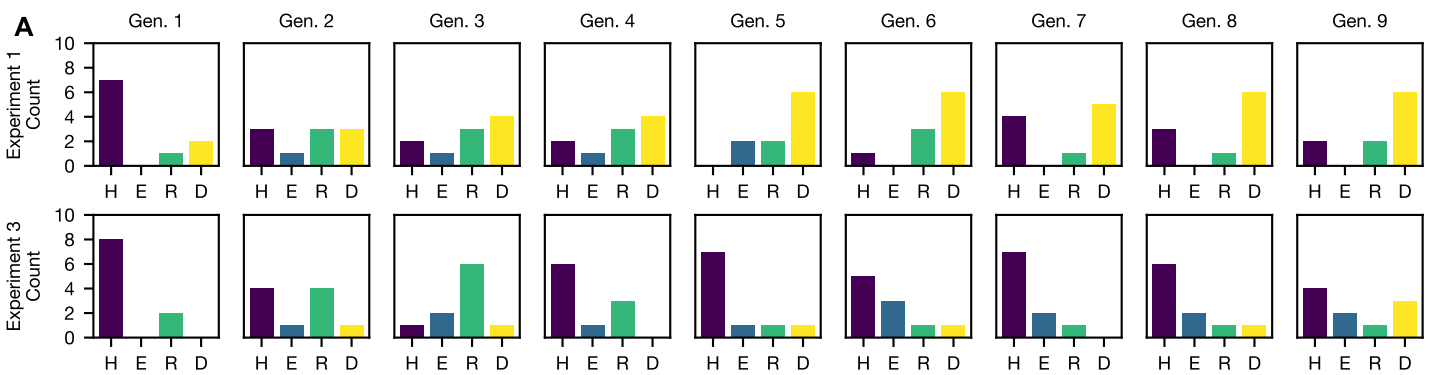 A
Gen. 1 Gen. 2 Gen. 3 Gen. 4 Gen. 5 Gen. 6 Gen. 7 Gen. 8 Gen. 9
Experiment 1
Count
10
8
6
4
2
0
H E R D H E R D H E R D H E R D H E R D H E R D H E R D H E R D H E R D
Experiment 3
Count
10
8
6
4
2
0
H E R D H E R D H E R D H E R D H E R D H E R D H E R D H E R D H E R D